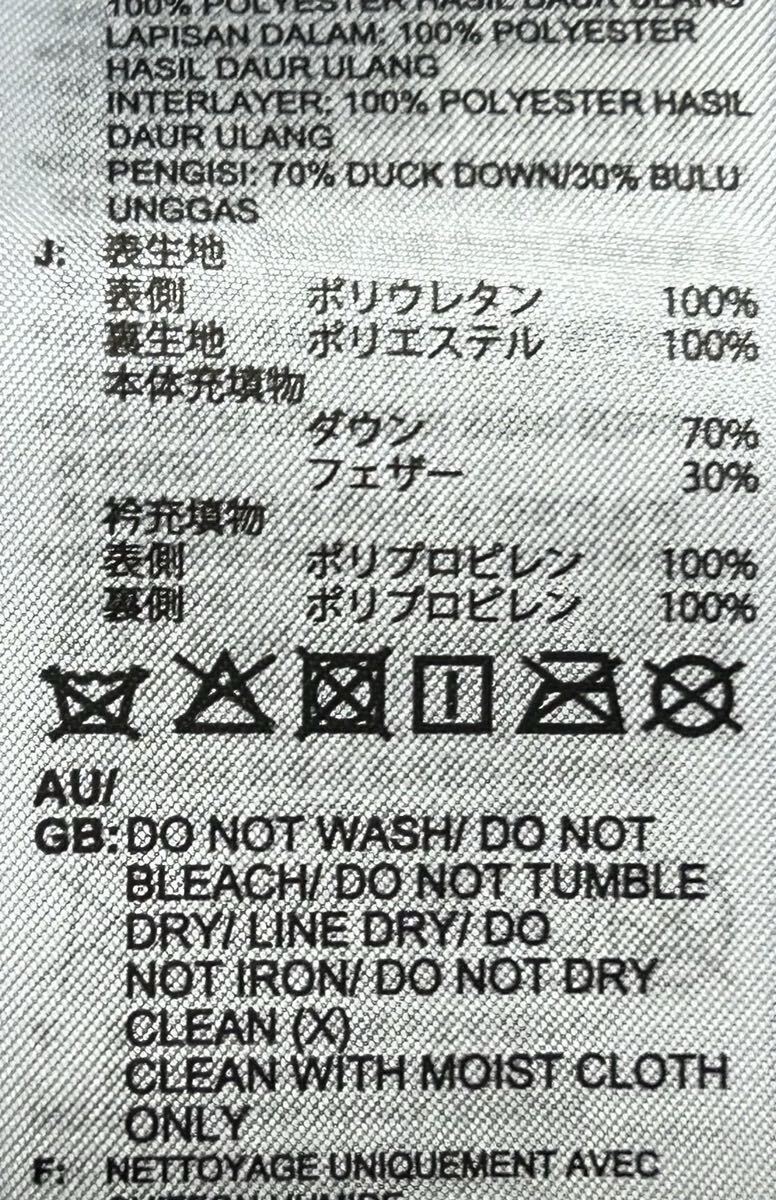 100% POLYESTER HASIL DAUR ULANG
LAPISAN DALAM: 100% POLYESTER
HASIL DAUR ULANG
INTERLAYER: 100% POLYESTER HASIL
DAUR ULANG
PENGISI: 70% DUCK DOWN/30% BULU
UNGGAS
J: 表生地
表側 ポリウレタン 100%
裏生地 ポリエステル 100%
本体充填物
ダウン 70%
フェザー 30%
衿充填物
表側 ポリプロピレン 100%
裏側 ポリプロピレン 100%
AU/
GB: DO NOT WASH/ DO NOT
BLEACH/ DO NOT TUMBLE
DRY/ LINE DRY/ DO
NOT IRON/ DO NOT DRY
CLEAN (X)
CLEAN WITH MOIST CLOTH
ONLY
F: NETTOYAGE UNIQUEMENT AVEC